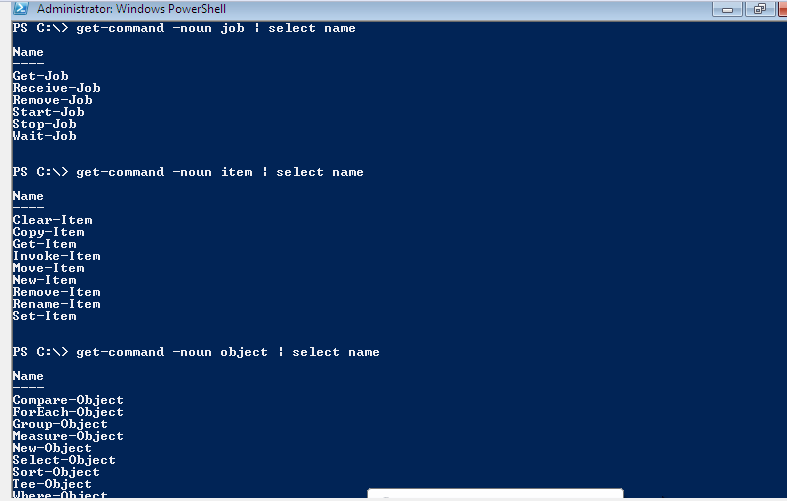 Administrator: Windows PowerShell
PS C:\> get-command -noun job | select name
Name
----
Get-Job
Receive-Job
Remove-Job
Start-Job
Stop-Job
Wait-Job
PS C:\> get-command -noun item | select name
Name
----
Clear-Item
Copy-Item
Get-Item
Invoke-Item
Move-Item
New-Item
Remove-Item
Rename-Item
Set-Item
PS C:\> get-command -noun object | select name
Name
----
Compare-Object
ForEach-Object
Group-Object
Measure-Object
New-Object
Select-Object
Sort-Object
Tee-Object
Where-Object